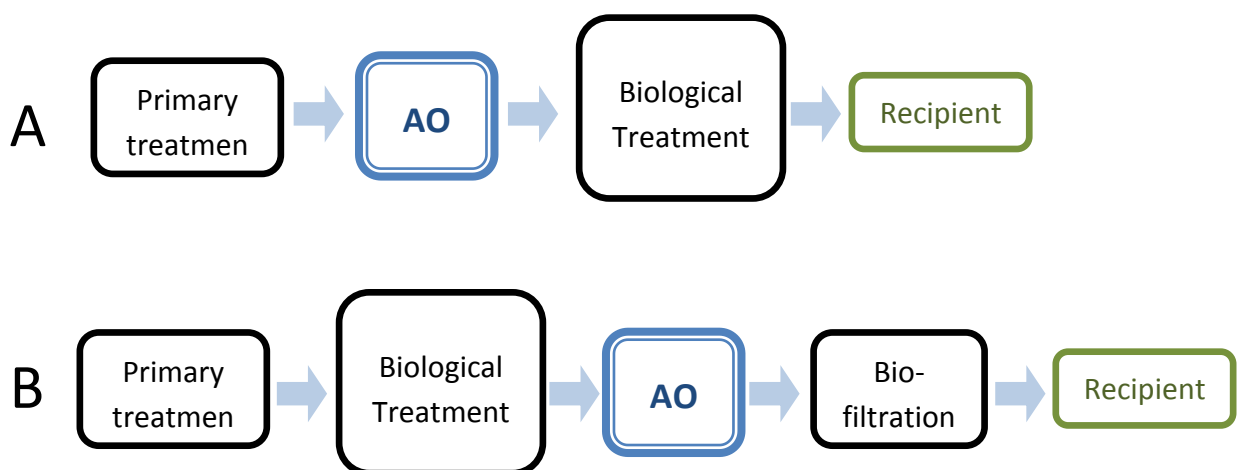 A
Primary
treatmen
AO
Biological
Treatment
Recipient
B
Primary
treatmen
Biological
Treatment
AO
Bio-
filtration
Recipient